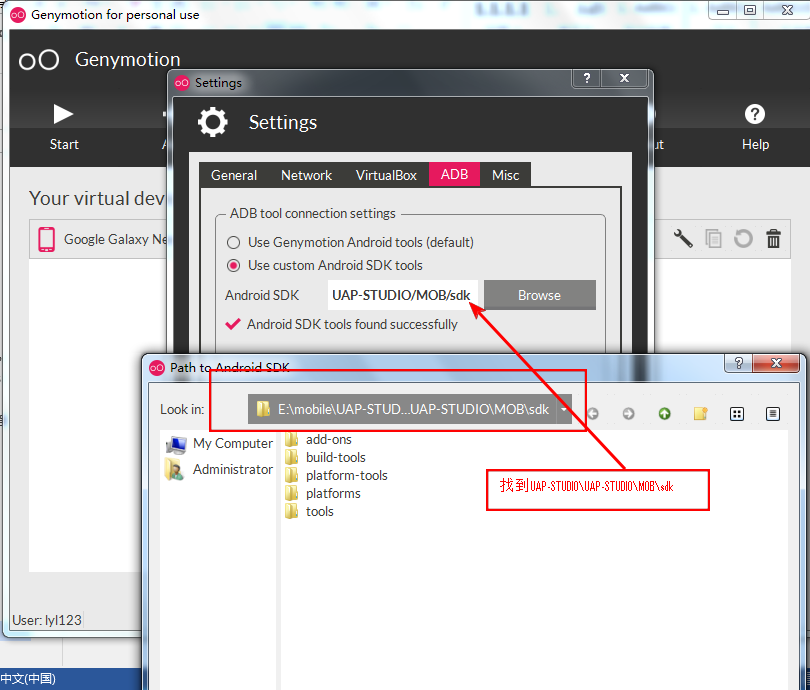 Genymotion for personal use
Genymotion
Settings
?
Settings
Start
Help
General Network VirtualBox ADB Misc
Your virtual dev
ADB tool connection settings
Google Galaxy Ne
Use Genymotion Android tools (default)
Use custom Android SDK tools
Android SDK UAP-STUDIO/MOB/sdk Browse
Android SDK tools found successfully
Path to Android SDK
?
Look in: E:\mobile\UAP-STUD...UAP-STUDIO\MOB\sdk
My Computer
Administrator
add-ons
build-tools
platform-tools
platforms
tools
找到UAP-STUDIO\UAP-STUDIO\MOB\sdk
User: lyl123
中文(中国)